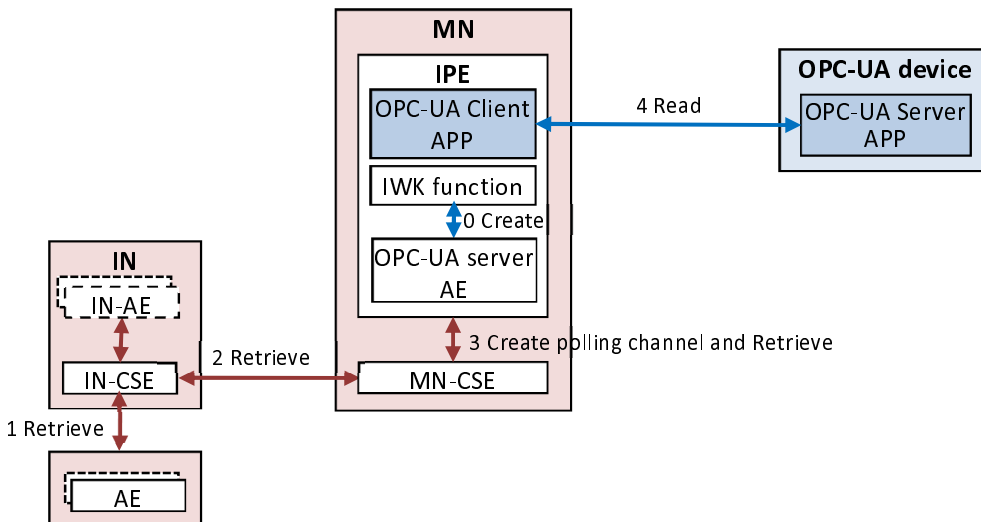 MN
IPE
OPC-UA Client
APP
4 Read
OPC-UA device
OPC-UA Server
APP
IWK function
0 Create
OPC-UA server
AE
IN
IN-AE
3 Create polling channel and Retrieve
2 Retrieve
IN-CSE
MN-CSE
1 Retrieve
AE